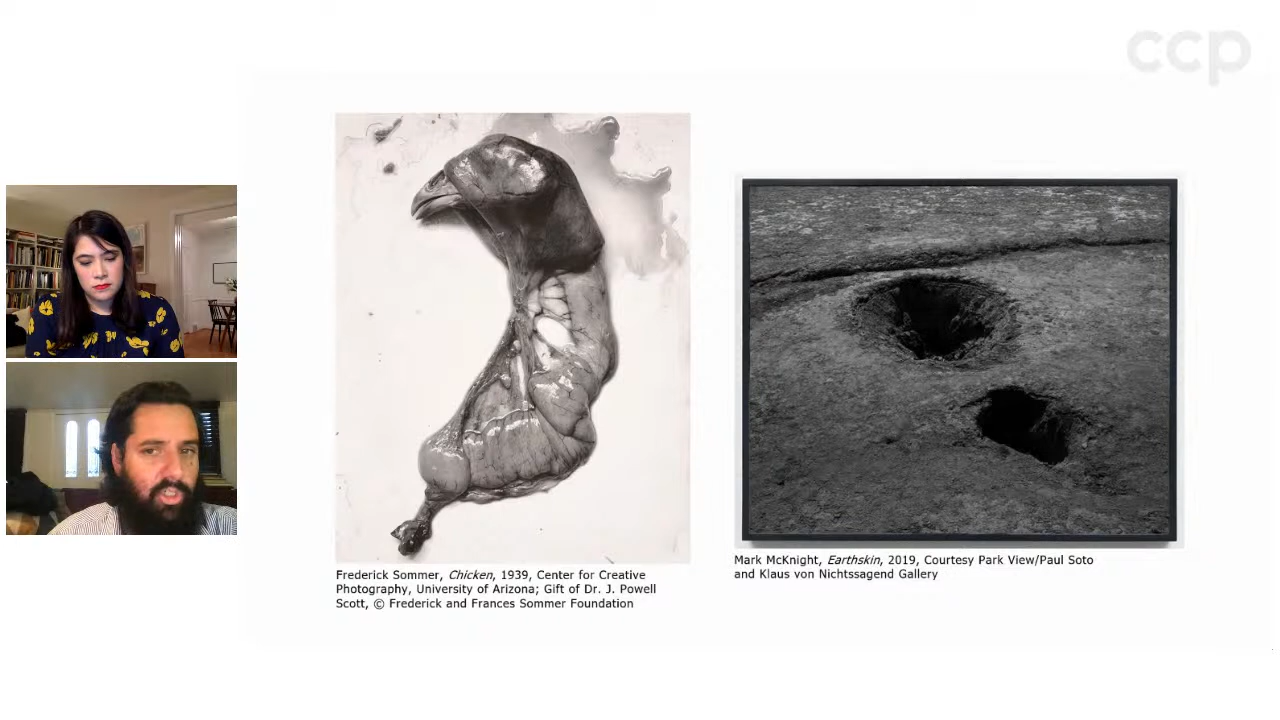 ccp
Frederick Sommer, Chicken, 1939, Center for Creative
Photography, University of Arizona; Gift of Dr. J. Powell
Scott, © Frederick and Frances Sommer Foundation
Mark McKnight, Earthskin, 2019, Courtesy Park View/Paul Soto
and Klaus von Nichtssagend Gallery